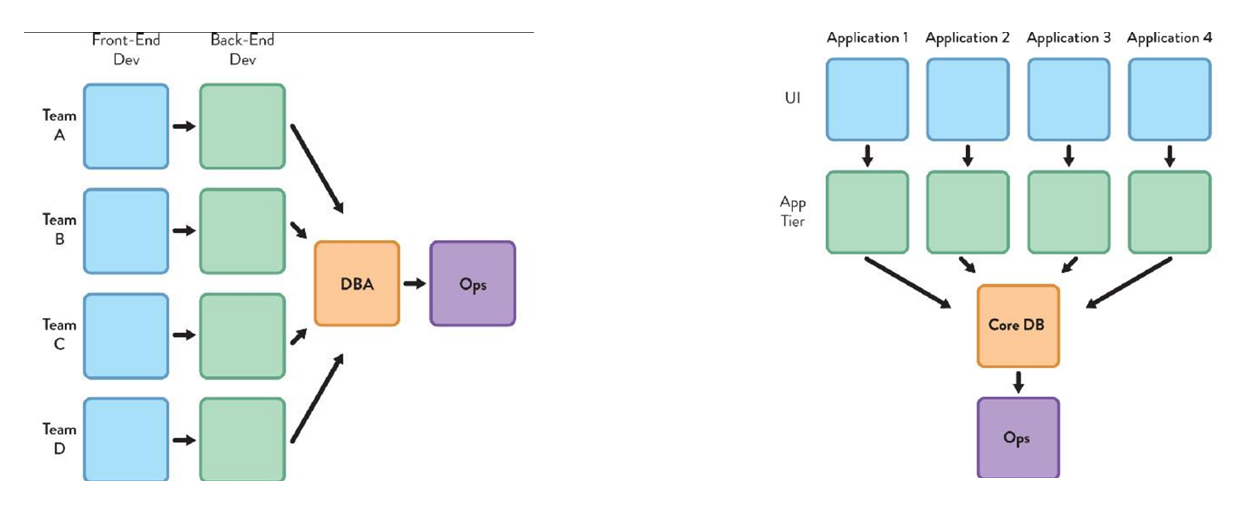 Front-End
Dev
Back-End
Dev
Team
A
Team
B
Team
C
Team
D
DBA
Ops
Application 1
Application 2
Application 3
Application 4
UI
App
Tier
Core DB
Ops